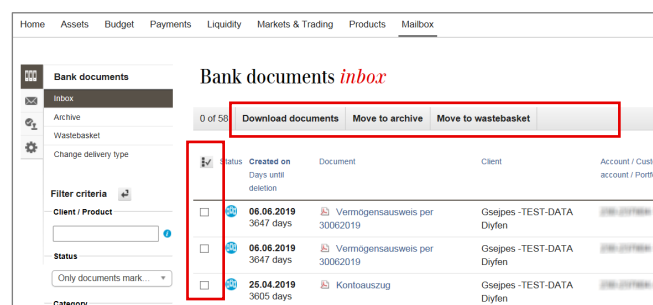 Home Assets Budget Payments Liquidity Markets & Trading Products Mailbox
Bank documents
Inbox
Archive
Wastebasket
Change delivery type
Filter criteria
Client / Product
Status
Only documents mark...
Category
Bank documents inbox
0 of 58 Download documents Move to archive Move to wastebasket
Status Created on Document Client Account / Cust
Days until account / Portf
deletion
06.06.2019 Vermögensausweis per Gsejpes -TEST-DATA
3647 days 30062019 Diyfen
06.06.2019 Vermögensausweis per Gsejpes -TEST-DATA
3647 days 30062019 Diyfen
25.04.2019 Kontoauszug Gsejpes -TEST-DATA
3605 days Diyfen